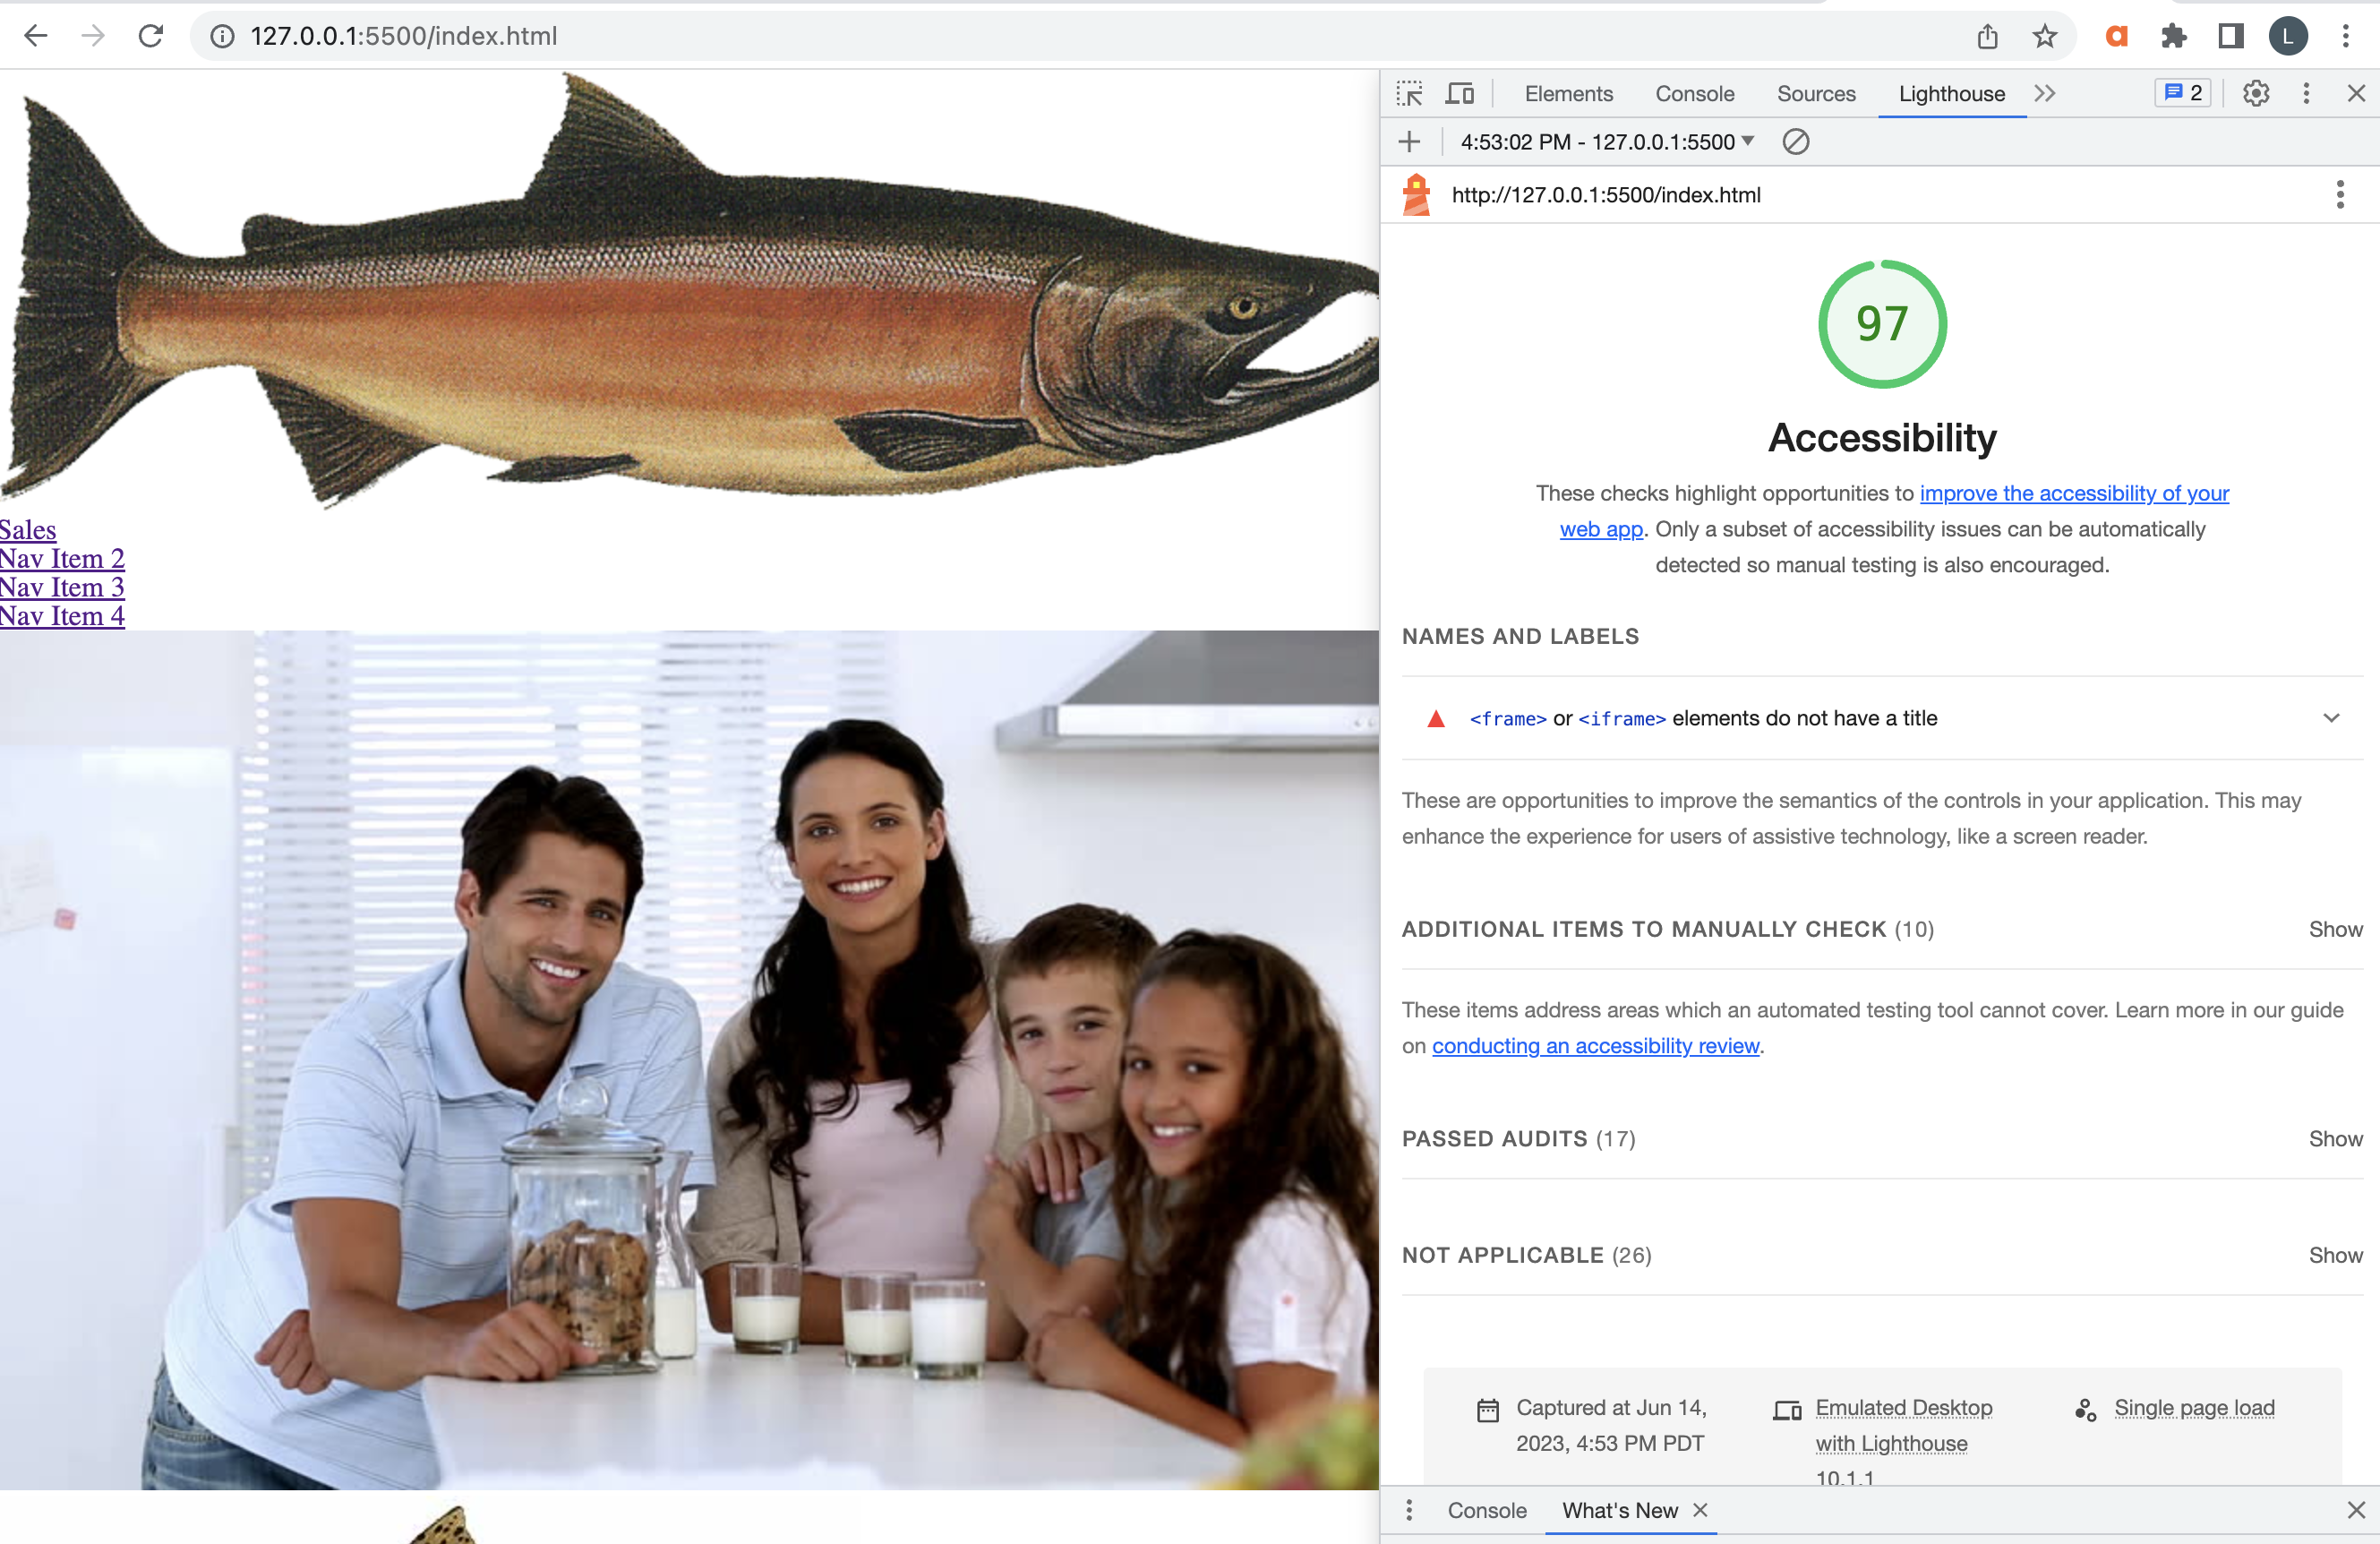 127.0.0.1:5500/index.html
L
Elements Console Sources Lighthouse 2
4:53:02 PM - 127.0.0.1:5500
http://127.0.0.1:5500/index.html
97
Accessibility
These checks highlight opportunities to improve the accessibility of your
web app. Only a subset of accessibility issues can be automatically
detected so manual testing is also encouraged.
Sales
Nav Item 2
Nav Item 3
Nav Item 4
NAMES AND LABELS
<frame> or <iframe> elements do not have a title
These are opportunities to improve the semantics of the controls in your application. This may
enhance the experience for users of assistive technology, like a screen reader.
ADDITIONAL ITEMS TO MANUALLY CHECK (10) Show
These items address areas which an automated testing tool cannot cover. Learn more in our guide
on conducting an accessibility review.
PASSED AUDITS (17) Show
NOT APPLICABLE (26) Show
Captured at Jun 14,
2023, 4:53 PM PDT
Emulated Desktop
with Lighthouse
10.1.1
Single page load
Console What's New